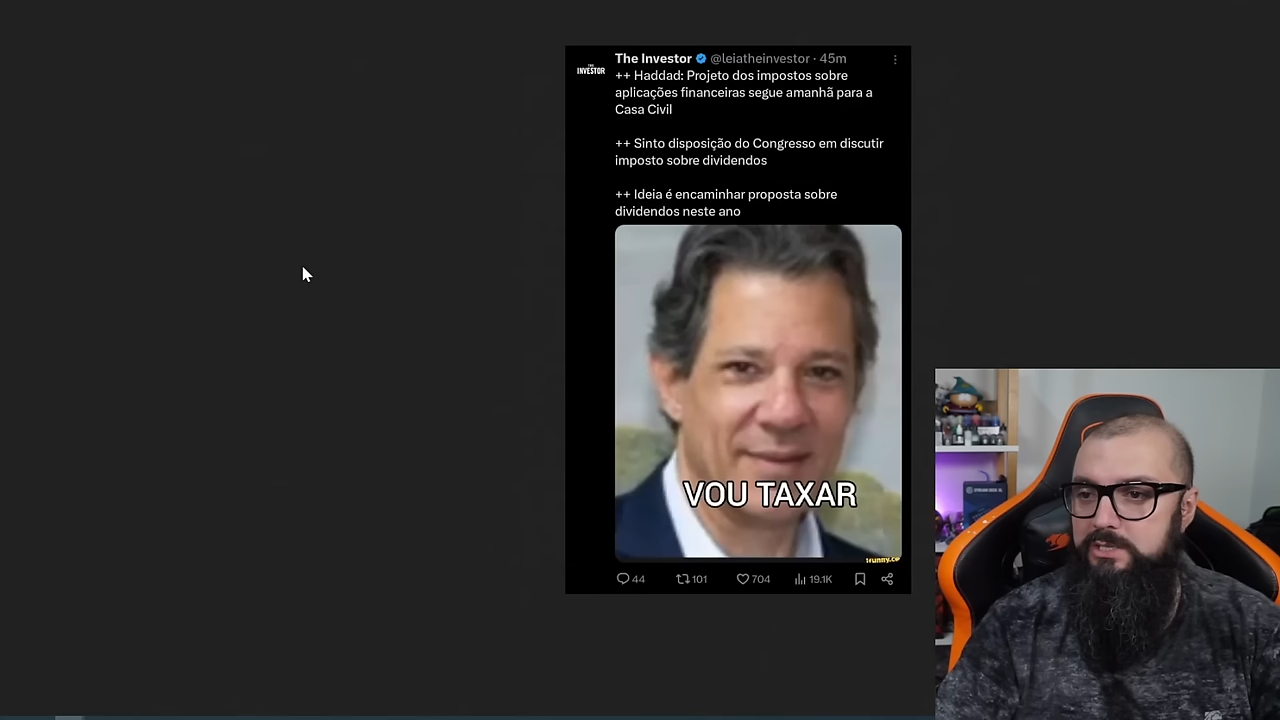 The Investor @leiatheinvestor · 45m
THE
INVESTOR
++ Haddad: Projeto dos impostos sobre
aplicações financeiras segue amanhã para a
Casa Civil
++ Sinto disposição do Congresso em discutir
imposto sobre dividendos
++ Ideia é encaminhar proposta sobre
dividendos neste ano
VOU TAXAR
44 101 704 19.1K